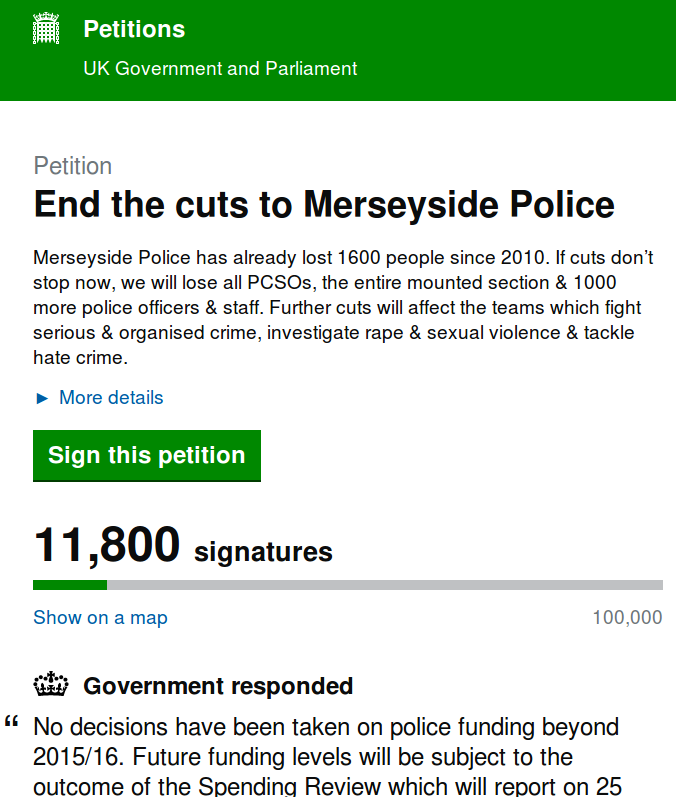 Petitions
UK Government and Parliament
Petition
End the cuts to Merseyside Police
Merseyside Police has already lost 1600 people since 2010. If cuts don’t
stop now, we will lose all PCSOs, the entire mounted section & 1000
more police officers & staff. Further cuts will affect the teams which fight
serious & organised crime, investigate rape & sexual violence & tackle
hate crime.
► More details
Sign this petition
11,800 signatures
Show on a map 100,000
Government responded
“ No decisions have been taken on police funding beyond
2015/16. Future funding levels will be subject to the
outcome of the Spending Review which will report on 25